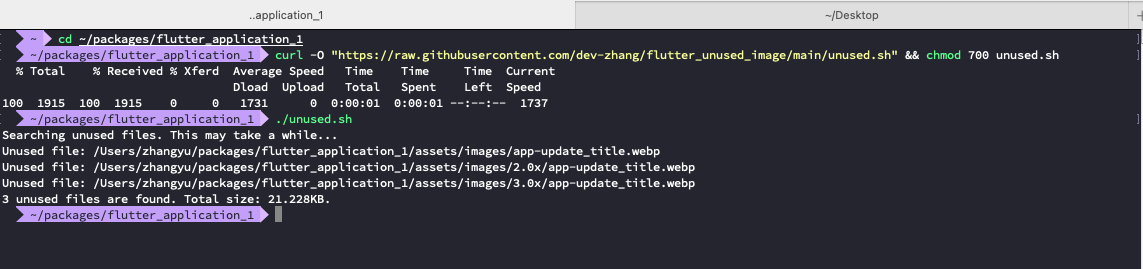 ..application_1
~/Desktop
~ cd ~/packages/flutter_application_1
~/packages/flutter_application_1 curl -O "https://raw.githubusercontent.com/dev-zhang/flutter_unused_image/main/unused.sh" && chmod 700 unused.sh
% Total % Received % Xferd Average Speed Time Time Time Current
Dload Upload Total Spent Left Speed
100 1915 100 1915 0 0 1731 0 0:00:01 0:00:01 --:--:-- 1737
~/packages/flutter_application_1 ./unused.sh
Searching unused files. This may take a while...
Unused file: /Users/zhangyu/packages/flutter_application_1/assets/images/app-update_title.webp
Unused file: /Users/zhangyu/packages/flutter_application_1/assets/images/2.0x/app-update_title.webp
Unused file: /Users/zhangyu/packages/flutter_application_1/assets/images/3.0x/app-update_title.webp
3 unused files are found. Total size: 21.228KB.
~/packages/flutter_application_1